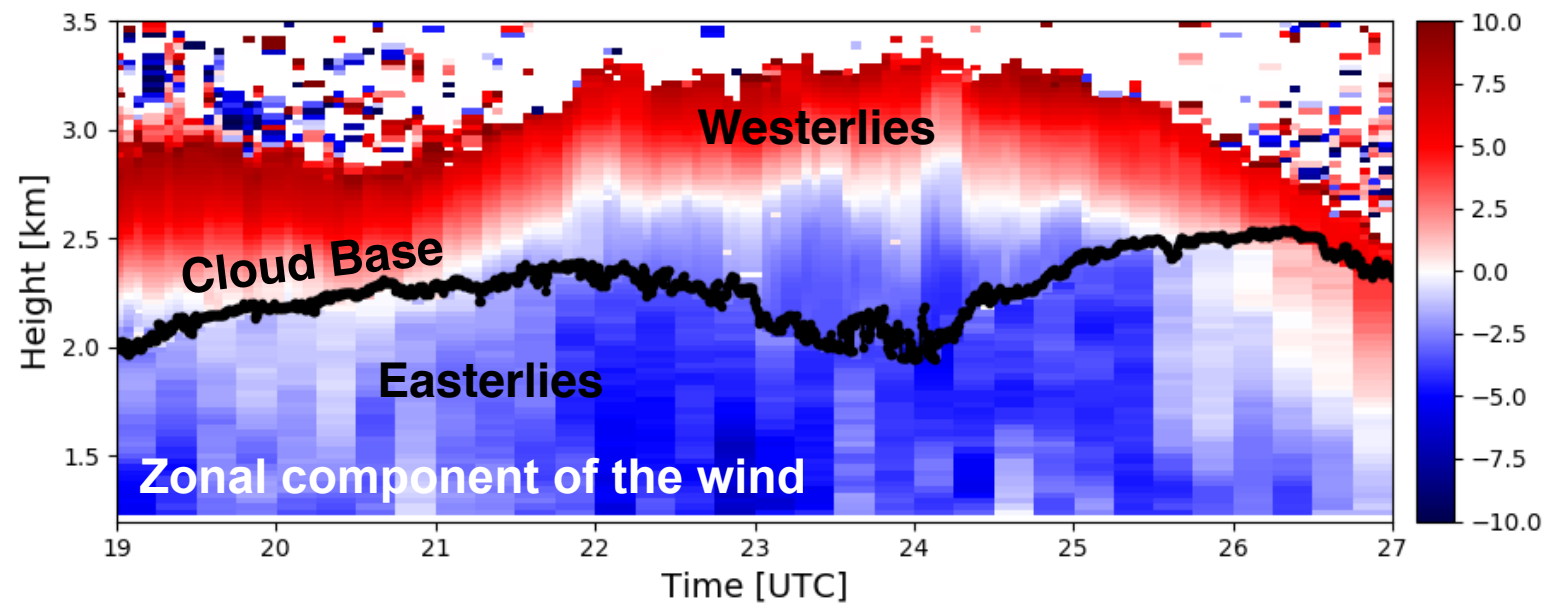 3.5
3.0
2.5
2.0
1.5
Height [km]
Westerlies
Cloud Base
Easterlies
Zonal component of the wind
19 20 21 22 23 24 25 26 27
Time [UTC]
10.0
7.5
5.0
2.5
0.0
−2.5
−5.0
−7.5
−10.0